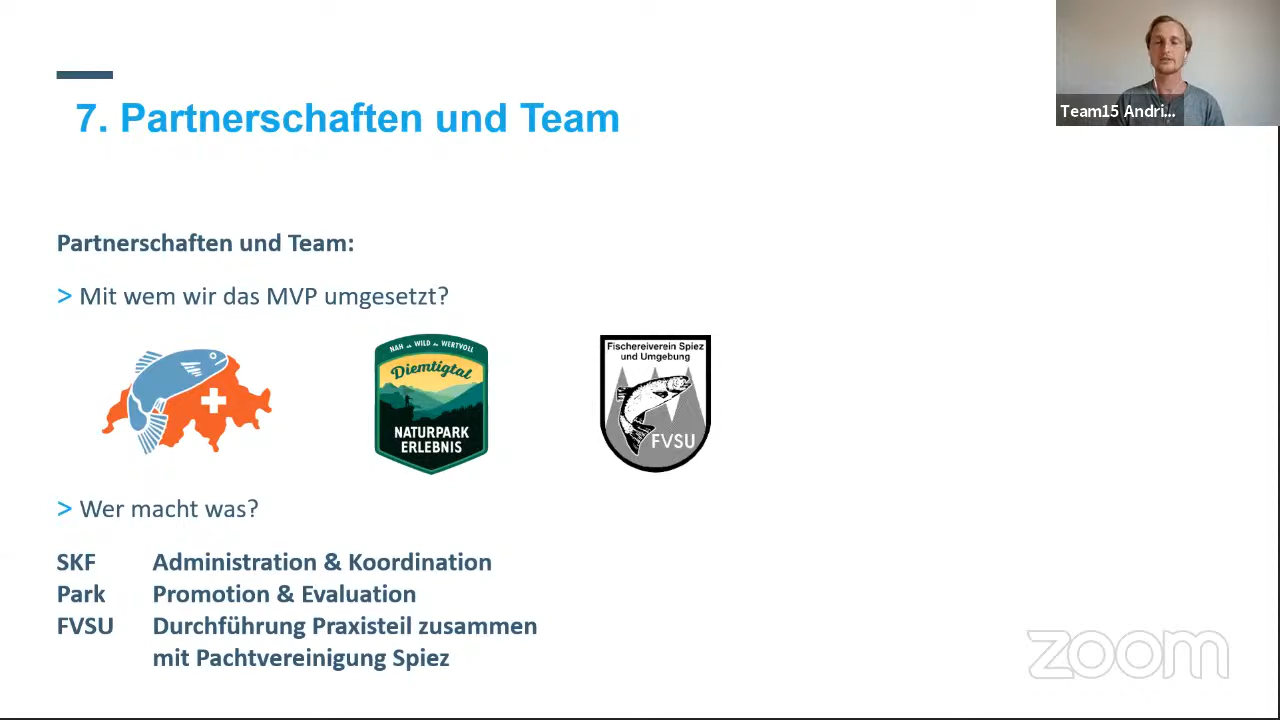 Team15 Andri...
7. Partnerschaften und Team
Partnerschaften und Team:
> Mit wem wir das MVP umgesetzt?
NAH WILD WERTVOLL
Diemtigtal
NATURPARK
ERLEBNIS
Fischereiverein Spiez
und Umgebung
FVSU
> Wer macht was?
SKF Administration & Koordination
Park Promotion & Evaluation
FVSU Durchführung Praxisteil zusammen
mit Pachtvereinigung Spiez
zoom